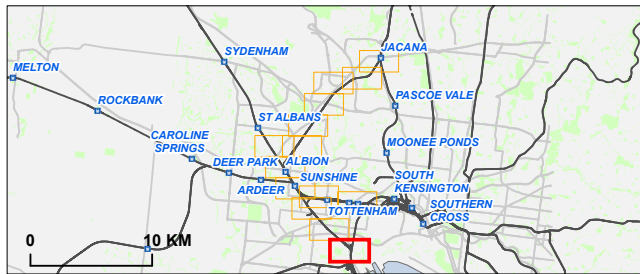 JACANA
SYDENHAM
MELTON
PASCOE VALE
ROCKBANK
ST ALBANS
CAROLINE
SPRINGS
MOONEE PONDS
DEER PARK
ALBION
ARDEER
SUNSHINE
SOUTH
KENSINGTON
TOTTENHAM
SOUTHERN
CROSS
0 10 KM